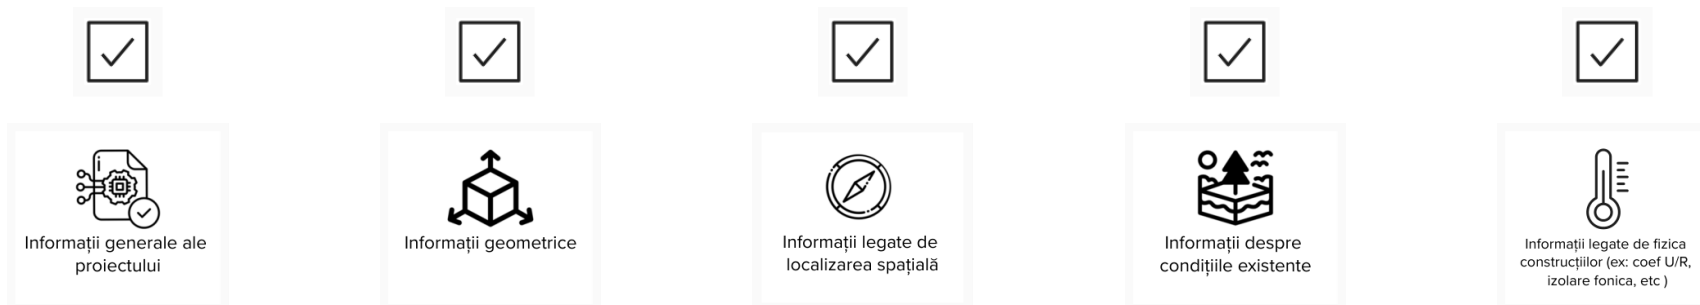 Informații generale ale
proiectului
Informații geometrice
Informații legate de
localizarea spațială
Informații despre
condițiile existente
Informații legate de fizica
construcțiilor (ex: coef U/R,
izolare fonica, etc )